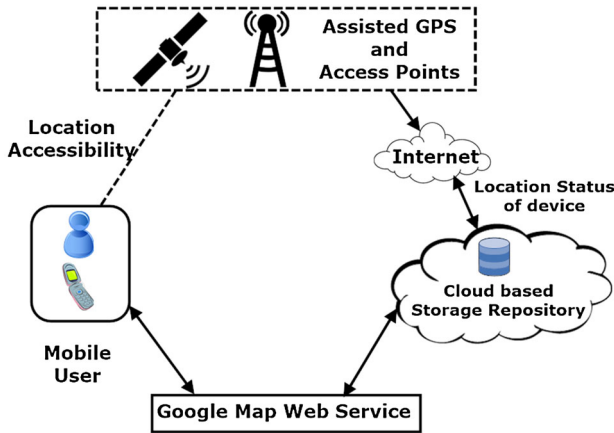 Assisted GPS
and
Access Points
Location
Accessibility
Internet
Location Status
of device
Cloud based
Storage Repository
Mobile
User
Google Map Web Service